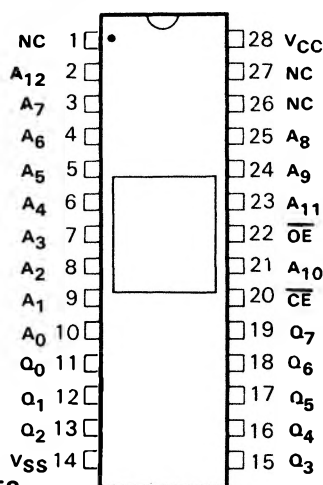 NC 1 28 VCC
A12 2 27 NC
A7 3 26 NC
A6 4 25 A8
A5 5 24 A9
A4 6 23 A11
A3 7 22 O̅E̅
A2 8 21 A10
A1 9 20 C̅E̅
A0 10 19 Q7
Q0 11 18 Q6
Q1 12 17 Q5
Q2 13 16 Q4
VSS 14 15 Q3